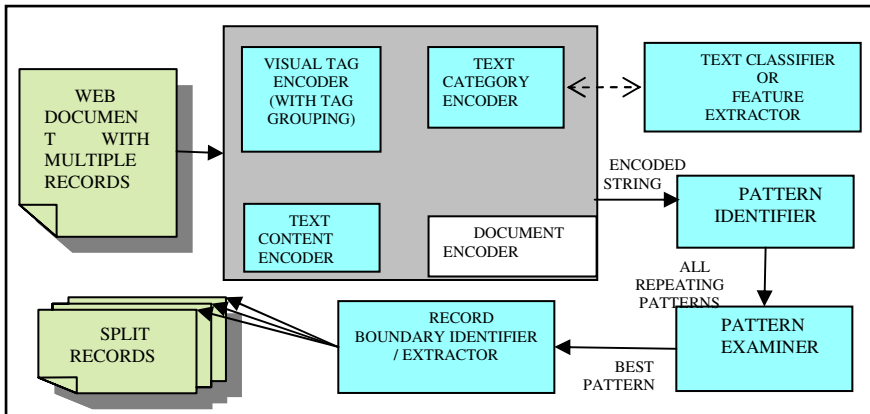 WEB
DOCUMEN
T WITH
MULTIPLE
RECORDS
VISUAL TAG
ENCODER
(WITH TAG
GROUPING)
TEXT
CATEGORY
ENCODER
TEXT CLASSIFIER
OR
FEATURE
EXTRACTOR
TEXT
CONTENT
ENCODER
DOCUMENT
ENCODER
ENCODED
STRING
PATTERN
IDENTIFIER
ALL
REPEATING
PATTERNS
PATTERN
EXAMINER
BEST
PATTERN
RECORD
BOUNDARY IDENTIFIER
/ EXTRACTOR
SPLIT
RECORDS